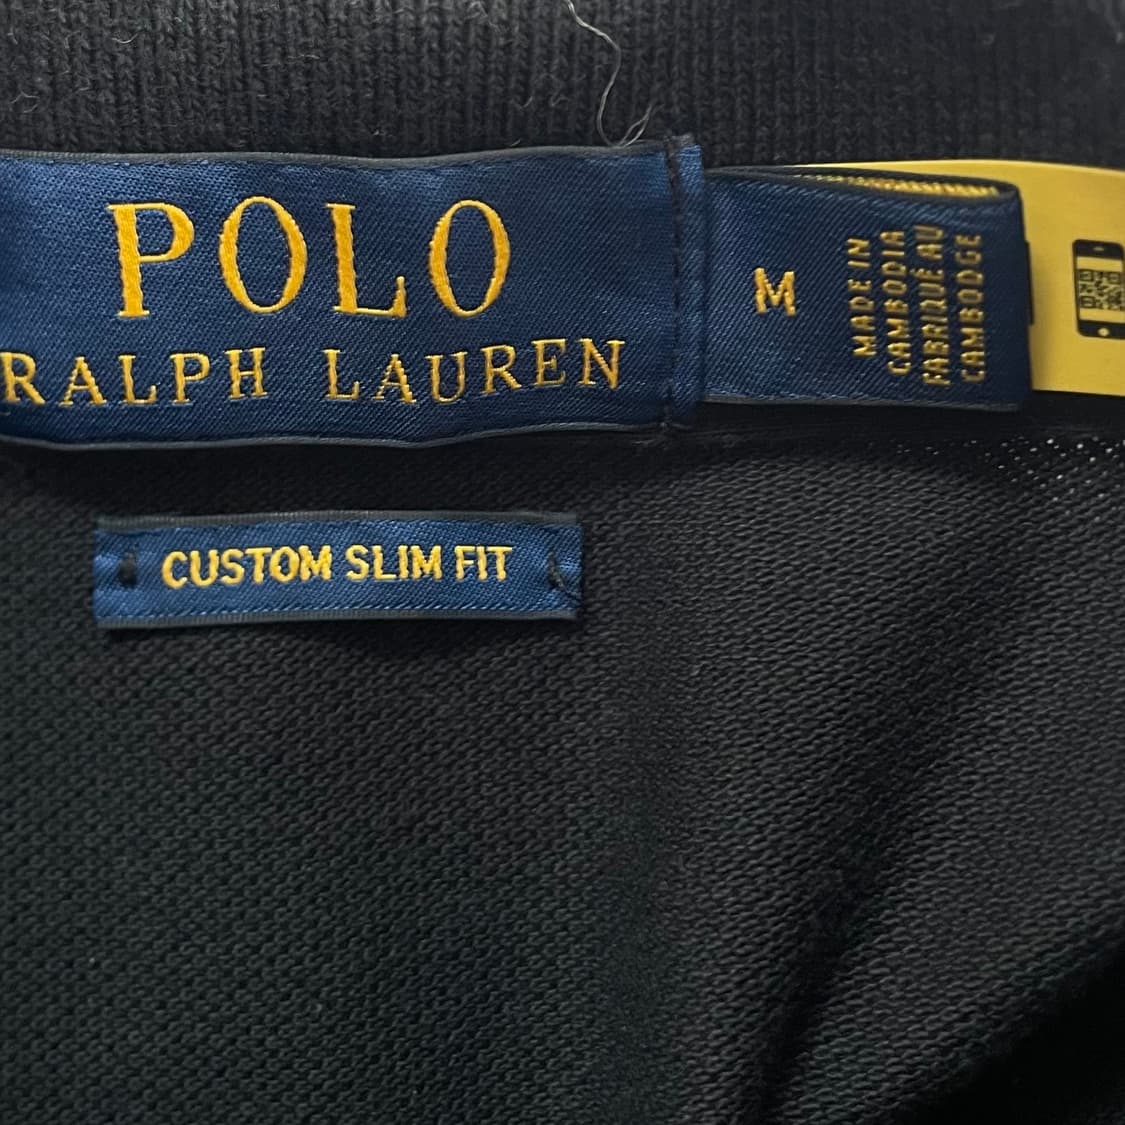 POLO
RALPH LAUREN
M
MADE IN
CAMBODIA
FABRIQUÉ AU
CAMBODGE
CUSTOM SLIM FIT